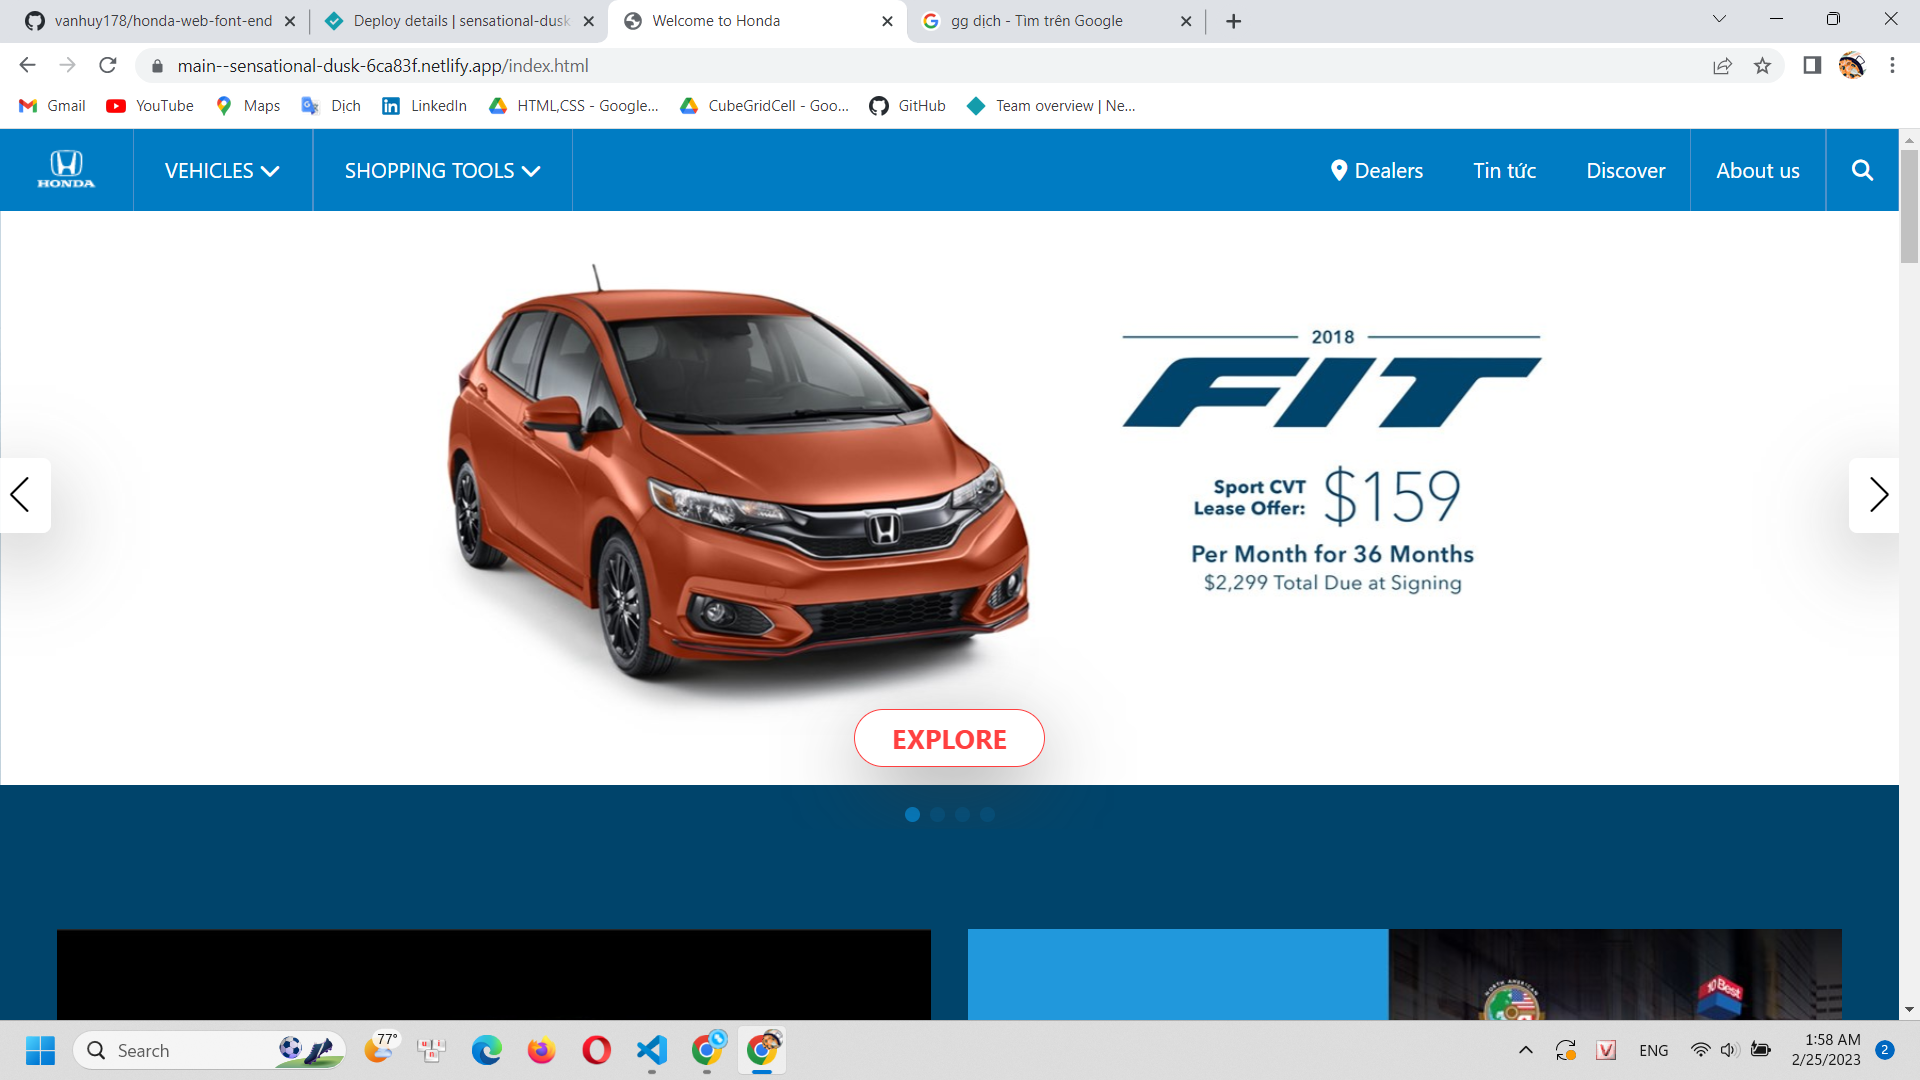 vanhuy178/honda-web-font-end
Deploy details | sensational-dusk
Welcome to Honda
gg dịch - Tìm trên Google
main--sensational-dusk-6ca83f.netlify.app/index.html
Gmail
YouTube
Maps
Dịch
LinkedIn
HTML,CSS - Google...
CubeGridCell - Goo...
GitHub
Team overview | Ne...
HONDA
VEHICLES
SHOPPING TOOLS
Dealers
Tin tức
Discover
About us
2018
FIT
Sport CVT
Lease Offer:
$159
Per Month for 36 Months
$2,299 Total Due at Signing
EXPLORE
NORTH AMERICAN
10Best
Search
77°
ENG
1:58 AM
2/25/2023
2